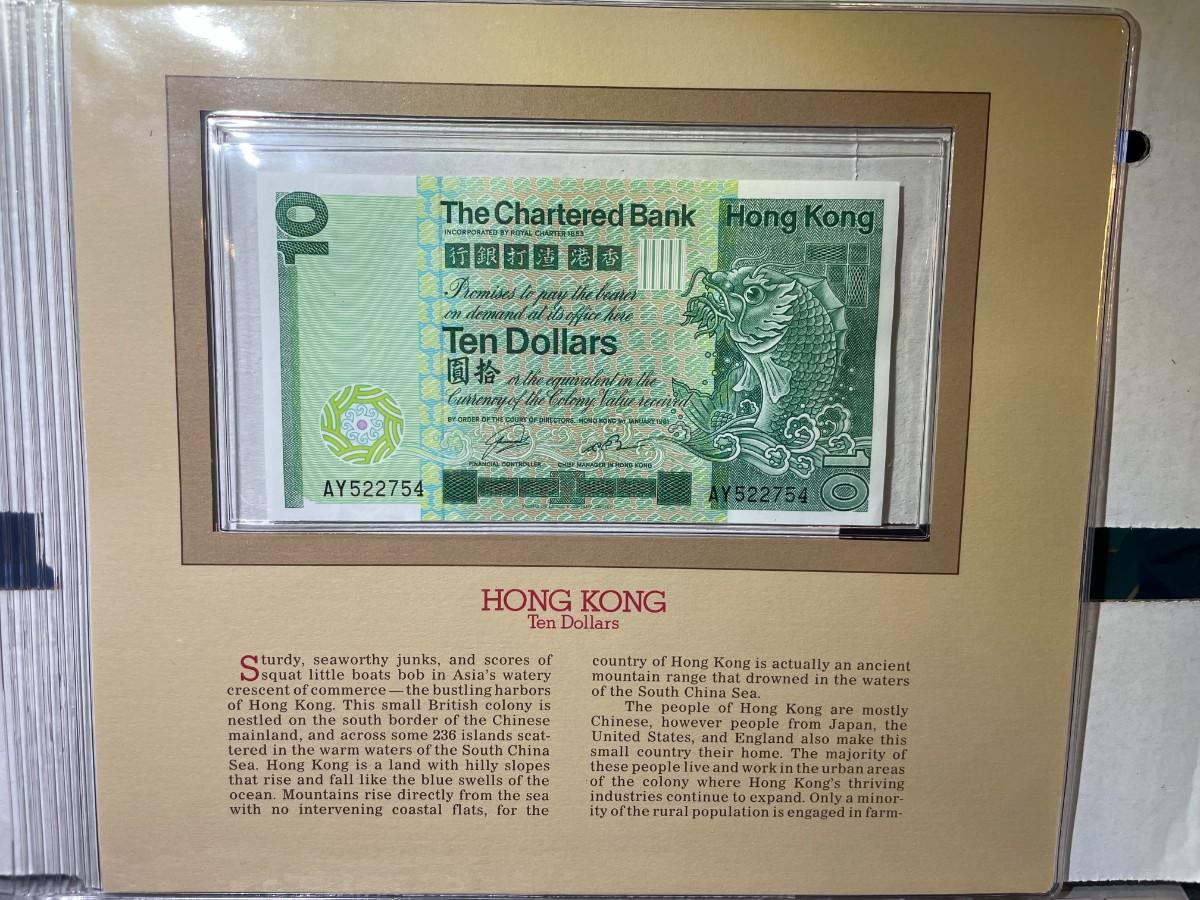 10
The Chartered Bank
Hong Kong
INCORPORATED BY ROYAL CHARTER 1853
行銀打渣港香
Promises to pay the bearer
on demand at its office here
Ten Dollars
圓拾 or the equivalent in the
Currency of the Colony Value received
BY ORDER OF THE COURT OF DIRECTORS, HONG KONG 1st JANUARY 1981
FINANCIAL CONTROLLER CHIEF MANAGER IN HONG KONG
AY522754
AY522754
10
HONG KONG
Ten Dollars
Sturdy, seaworthy junks, and scores of
squat little boats bob in Asia's watery
crescent of commerce — the bustling harbors
of Hong Kong. This small British colony is
nestled on the south border of the Chinese
mainland, and across some 236 islands scat-
tered in the warm waters of the South China
Sea. Hong Kong is a land with hilly slopes
that rise and fall like the blue swells of the
ocean. Mountains rise directly from the sea
with no intervening coastal flats, for the
country of Hong Kong is actually an ancient
mountain range that drowned in the waters
of the South China Sea.
The people of Hong Kong are mostly
Chinese, however people from Japan, the
United States, and England also make this
small country their home. The majority of
these people live and work in the urban areas
of the colony where Hong Kong's thriving
industries continue to expand. Only a minor-
ity of the rural population is engaged in farm-